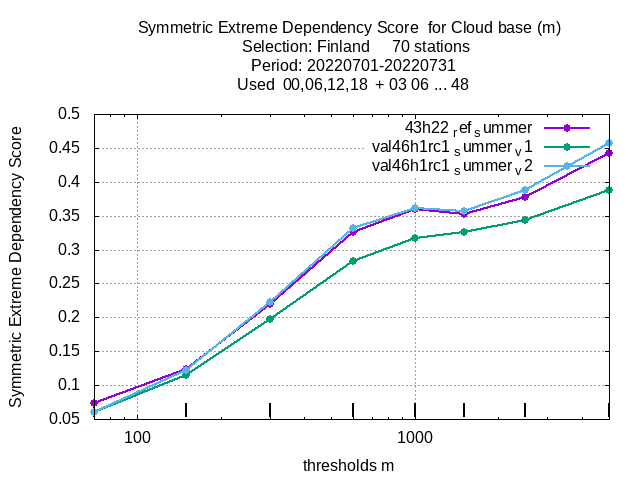 Symmetric Extreme Dependency Score for Cloud base (m)
Selection: Finland 70 stations
Period: 20220701-20220731
Used 00,06,12,18 + 03 06 ... 48
43h22 ref summer
val46h1rc1 summer v1
val46h1rc1 summer v2
Symmetric Extreme Dependency Score
0.5
0.45
0.4
0.35
0.3
0.25
0.2
0.15
0.1
0.05
100
1000
thresholds m